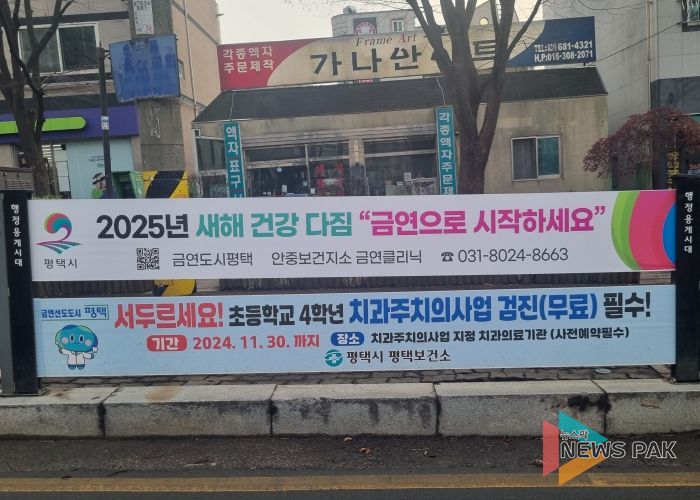 각종액자
주문제작
Frame Art
가나안
TEL:031-681-4321
H.P:016-308-2071
액자 표구사
각종액자주문제
행정용게시대
행정용게시대
평택시
2025년 새해 건강 다짐 “금연으로 시작하세요”
금연도시평택 안중보건지소 금연클리닉 ☎ 031-8024-8663
금연선도도시 평택
서두르세요! 초등학교 4학년 치과주치의사업 검진(무료) 필수!
기간 2024. 11. 30. 까지 장소 치과주치의사업 지정 치과의료기관 (사전예약필수)
평택시 평택보건소
뉴스팍
NEWS PAK